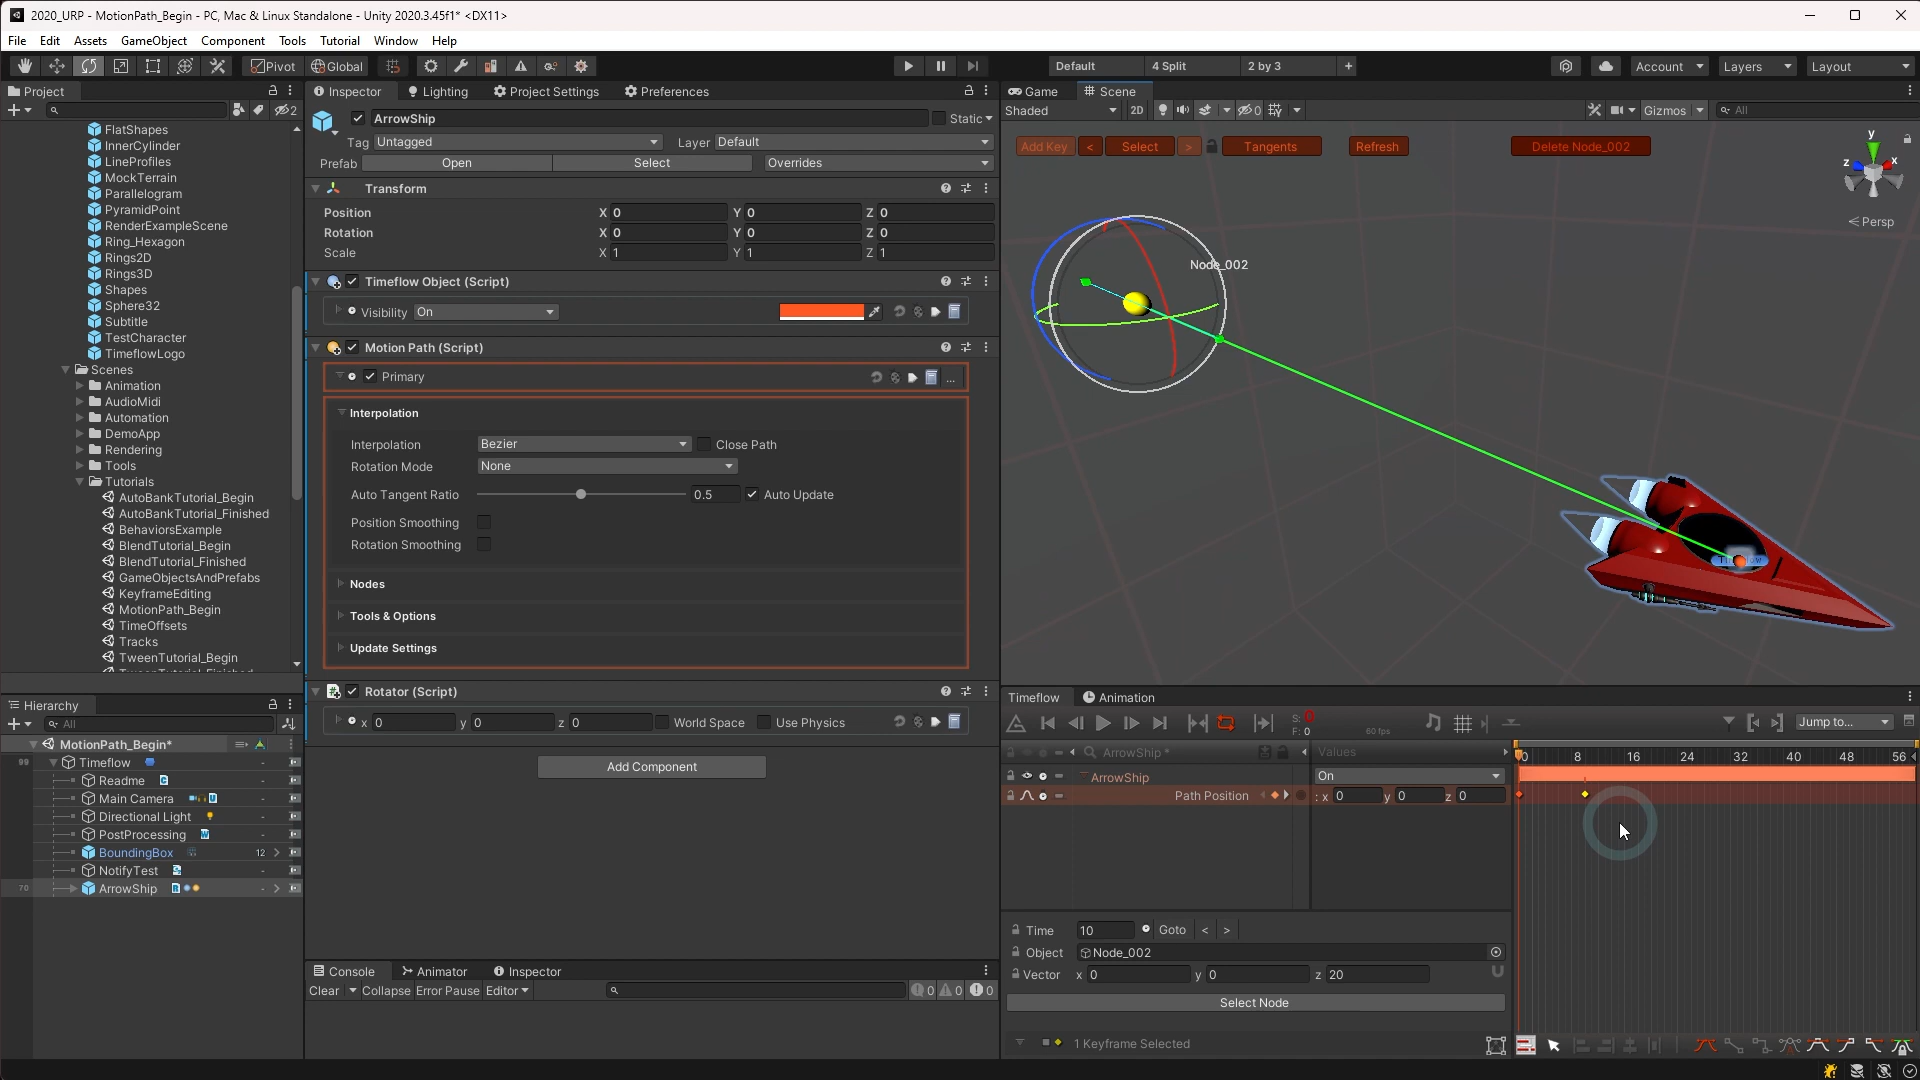 2020_URP - MotionPath_Begin - PC, Mac & Linux Standalone - Unity 2020.3.45f1* <DX11>
File Edit Assets GameObject Component Tools Tutorial Window Help
Pivot Global Default 4 Split 2 by 3 + Account Layers Layout
Project
2
FlatShapes
InnerCylinder
LineProfiles
MockTerrain
Parallelogram
PyramidPoint
RenderExampleScene
Ring_Hexagon
Rings2D
Rings3D
Shapes
Sphere32
Subtitle
TestCharacter
TimeflowLogo
Scenes
Animation
AudioMidi
Automation
DemoApp
Rendering
Tools
Tutorials
AutoBankTutorial_Begin
AutoBankTutorial_Finished
BehaviorsExample
BlendTutorial_Begin
BlendTutorial_Finished
GameObjectsAndPrefabs
KeyframeEditing
MotionPath_Begin
TimeOffsets
Tracks
TweenTutorial_Begin
Hierarchy
All
MotionPath_Begin*
99 Timeflow -
Readme -
Main Camera -
Directional Light -
PostProcessing -
BoundingBox 12 >
NotifyTest -
70 ArrowShip - >
Inspector Lighting Project Settings Preferences
ArrowShip Static
Tag Untagged Layer Default
Prefab Open Select Overrides
Transform
Position X 0 Y 0 Z 0
Rotation X 0 Y 0 Z 0
Scale X 1 Y 1 Z 1
Timeflow Object (Script)
Visibility On
Motion Path (Script)
Primary ...
Interpolation
Interpolation Bezier Close Path
Rotation Mode None
Auto Tangent Ratio 0.5 Auto Update
Position Smoothing
Rotation Smoothing
Nodes
Tools & Options
Update Settings
Rotator (Script)
x 0 y 0 z 0 World Space Use Physics
Add Component
Console Animator Inspector
Clear Collapse Error Pause Editor 0 0 0
Game Scene
Shaded 2D 0 Gizmos All
Add Key < Select > Tangents Refresh Delete Node_002
y
z x
< Persp
Node_002
Timeflow Animation
S: 0
F: 0 60 fps Jump to...
ArrowShip * Values 0 8 16 24 32 40 48 56
ArrowShip On
Path Position : x 0 y 0 z 0
Time 10 Goto < >
Object Node_002
Vector x 0 y 0 z 20
Select Node
1 Keyframe Selected